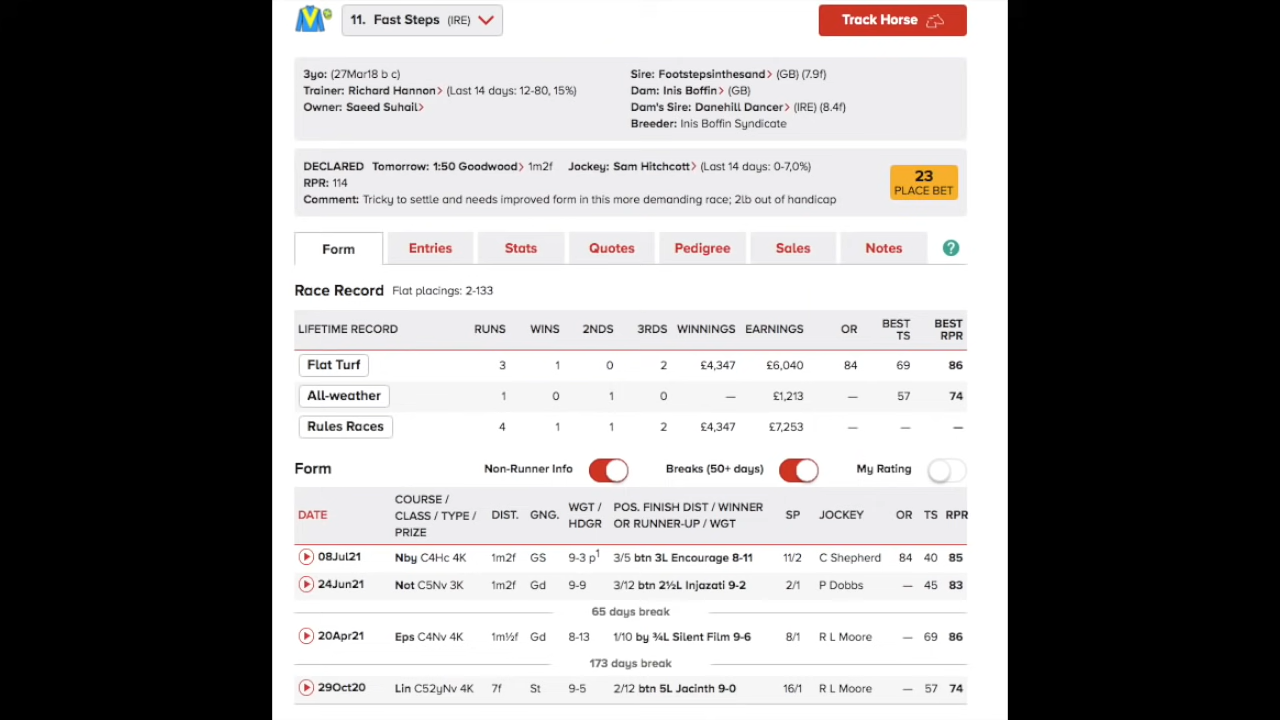 11. Fast Steps (IRE)
Track Horse
3yo: (27Mar18 b c)
Trainer: Richard Hannon> (Last 14 days: 12-80, 15%)
Owner: Saeed Suhail>
Sire: Footstepsinthesand> (GB) (7.9f)
Dam: Inis Boffin> (GB)
Dam's Sire: Danehill Dancer> (IRE) (8.4f)
Breeder: Inis Boffin Syndicate
DECLARED Tomorrow: 1:50 Goodwood> 1m2f Jockey: Sam Hitchcott> (Last 14 days: 0-7,0%)
RPR: 114
Comment: Tricky to settle and needs improved form in this more demanding race; 2lb out of handicap
23
PLACE BET
Form Entries Stats Quotes Pedigree Sales Notes ?
Race Record Flat placings: 2-133
LIFETIME RECORD RUNS WINS 2NDS 3RDS WINNINGS EARNINGS OR BEST TS BEST RPR
Flat Turf 3 1 0 2 £4,347 £6,040 84 69 86
All-weather 1 0 1 0 — £1,213 — 57 74
Rules Races 4 1 1 2 £4,347 £7,253 — — —
Form Non-Runner Info Breaks (50+ days) My Rating
DATE COURSE / CLASS / TYPE / PRIZE DIST. GNG. WGT / HDGR POS. FINISH DIST / WINNER OR RUNNER-UP / WGT SP JOCKEY OR TS RPR
08Jul21 Nby C4Hc 4K 1m2f GS 9-3 p1 3/5 btn 3L Encourage 8-11 11/2 C Shepherd 84 40 85
24Jun21 Not C5Nv 3K 1m2f Gd 9-9 3/12 btn 2½L Injazati 9-2 2/1 P Dobbs — 45 83
65 days break
20Apr21 Eps C4Nv 4K 1m½f Gd 8-13 1/10 by ¾L Silent Film 9-6 8/1 R L Moore — 69 86
173 days break
29Oct20 Lin C52yNv 4K 7f St 9-5 2/12 btn 5L Jacinth 9-0 16/1 R L Moore — 57 74